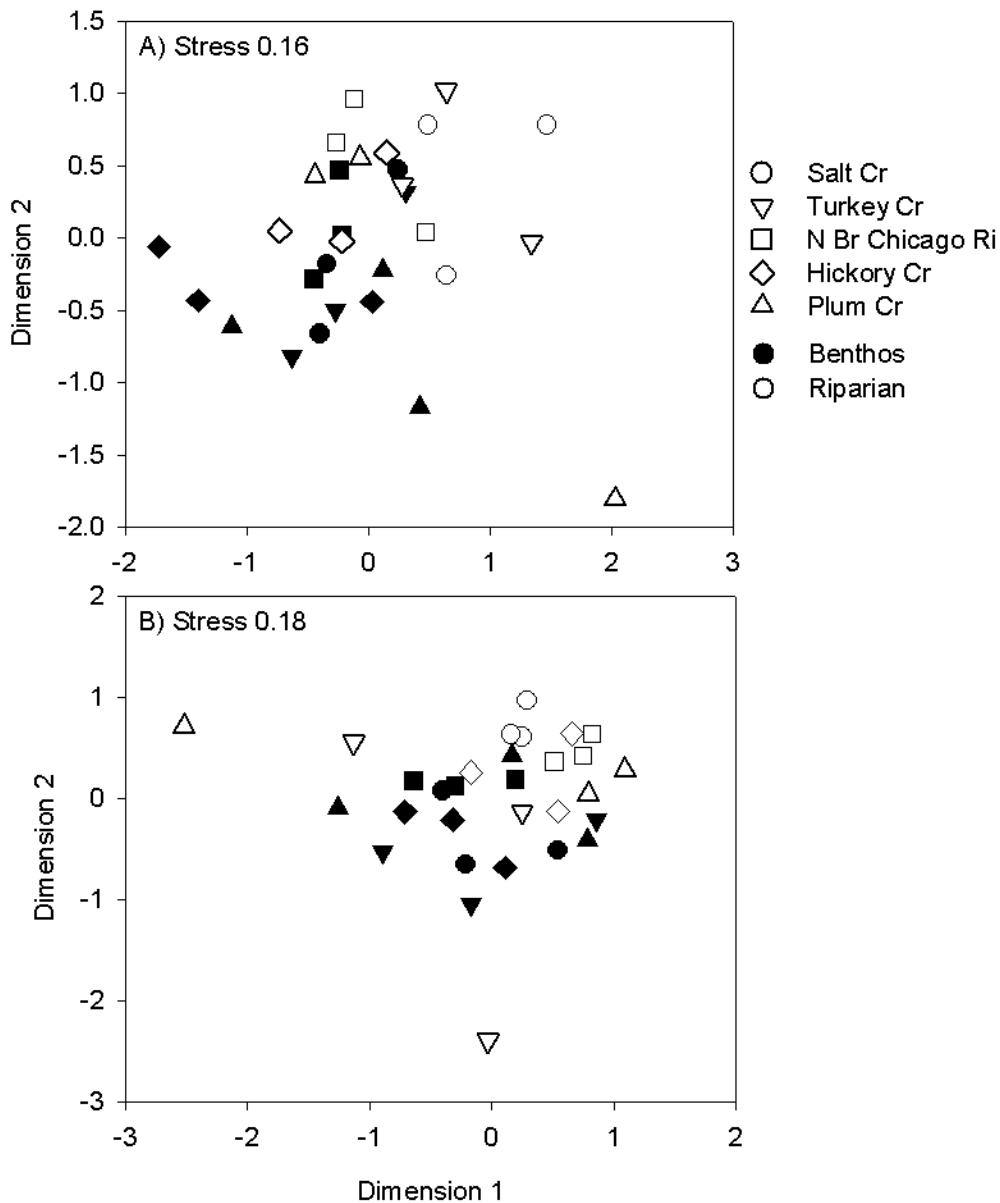 A) Stress 0.16
1.5
1.0
0.5
0.0
-0.5
-1.0
-1.5
-2.0
Dimension 2
-2 -1 0 1 2 3
Salt Cr
Turkey Cr
N Br Chicago Ri
Hickory Cr
Plum Cr
Benthos
Riparian
B) Stress 0.18
2
1
0
-1
-2
-3
Dimension 2
-3 -2 -1 0 1 2
Dimension 1